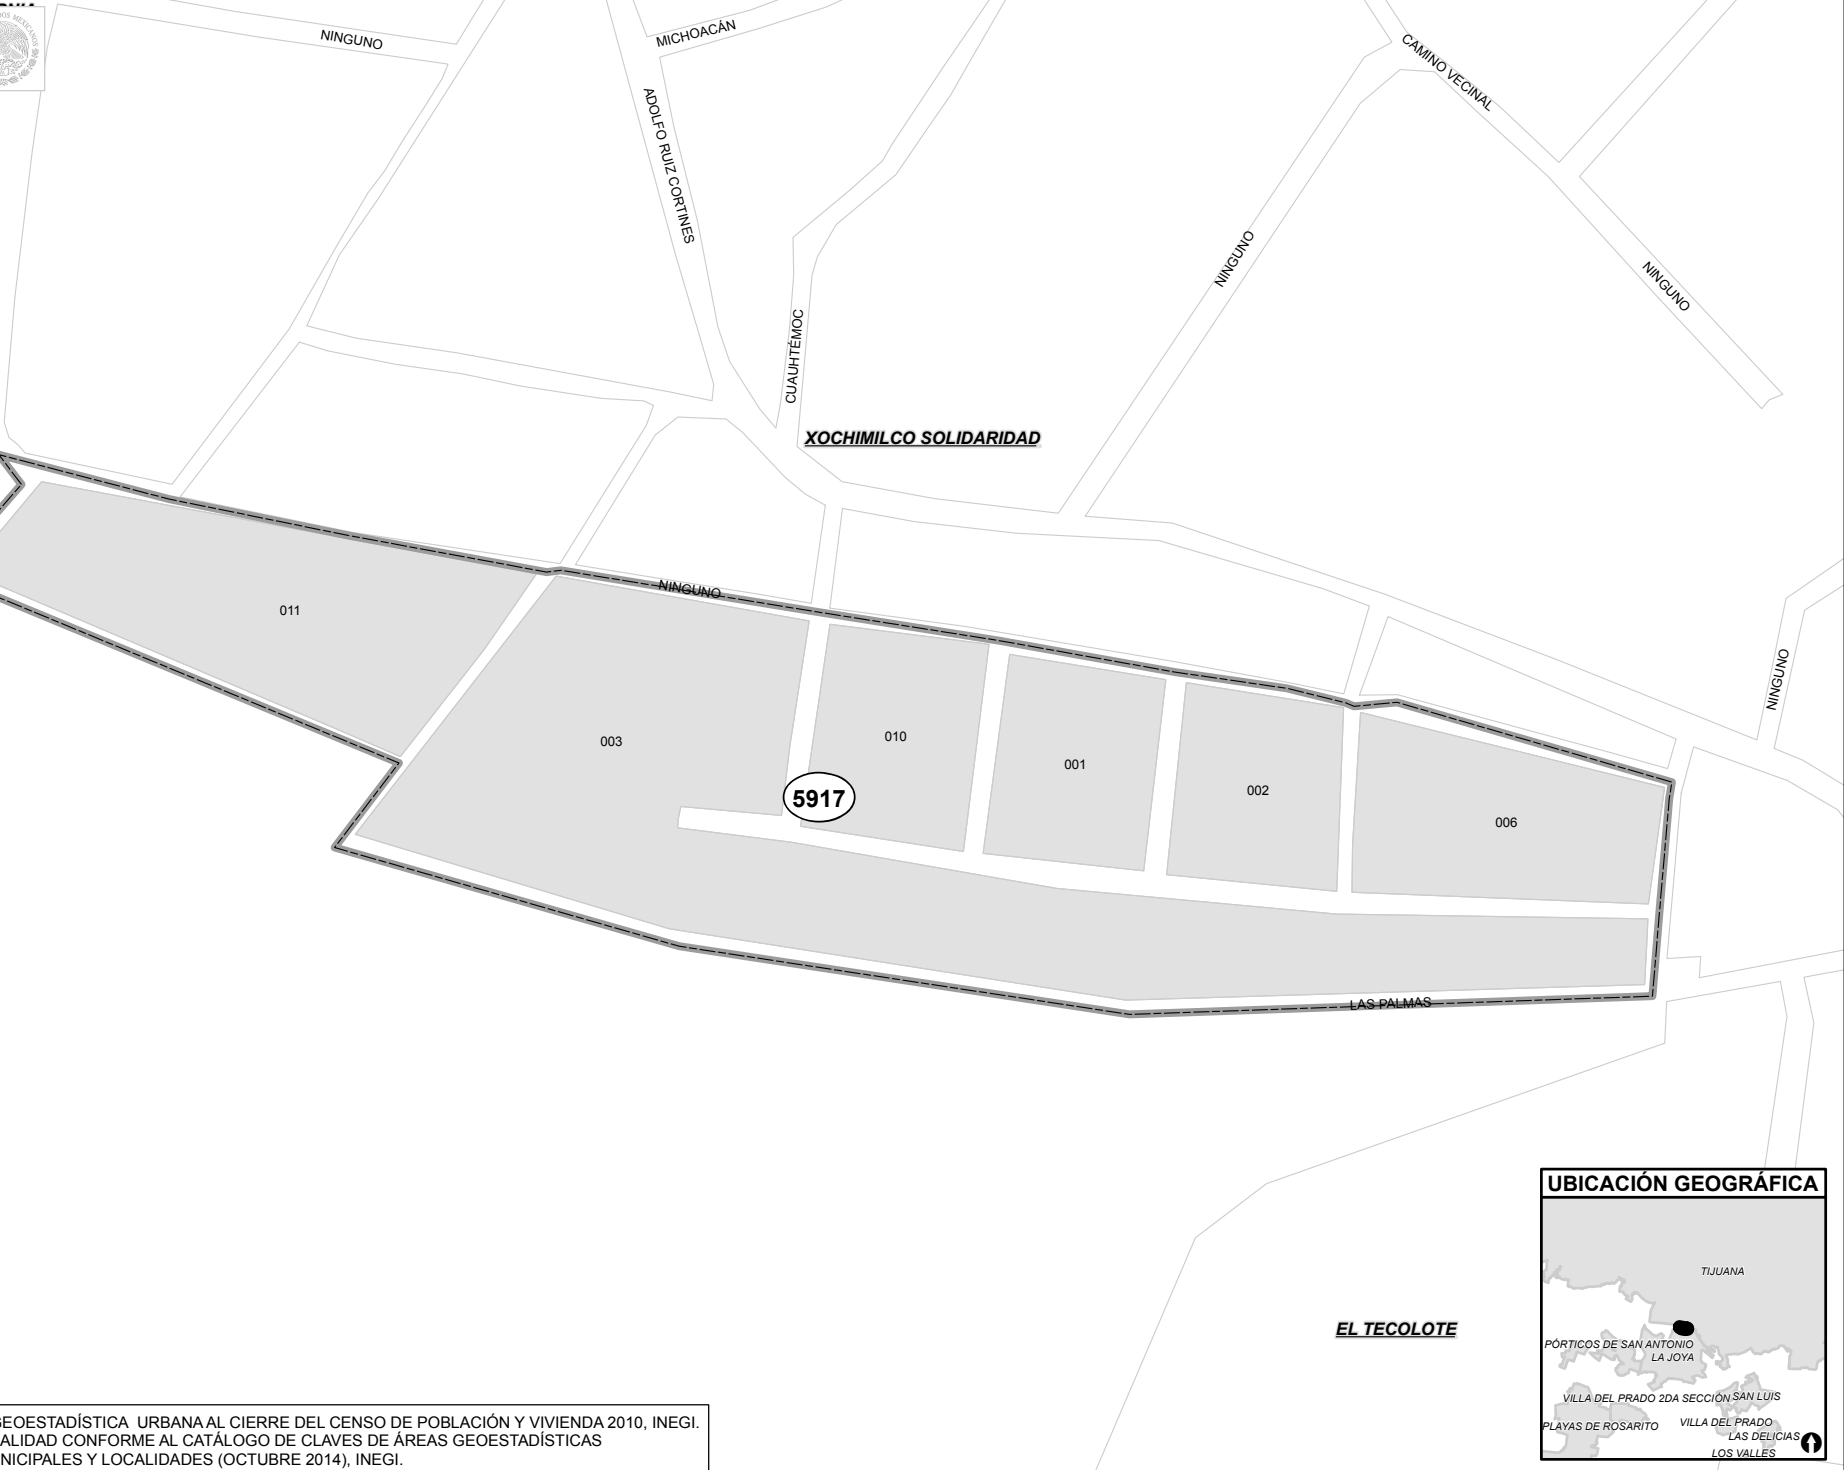 NINGUNO
MICHOACÁN
CAMINO VECINAL
ADOLFO RUIZ CORTINES
NINGUNO
NINGUNO
CUAUHTÉMOC
XOCHIMILCO SOLIDARIDAD
NINGUNO
011
NINGUNO
003
010
001
002
006
5917
LAS PALMAS
EL TECOLOTE
UBICACIÓN GEOGRÁFICA
TIJUANA
PÓRTICOS DE SAN ANTONIO
LA JOYA
VILLA DEL PRADO 2DA SECCIÓN
SAN LUIS
PLAYAS DE ROSARITO
VILLA DEL PRADO
LAS DELICIAS
LOS VALLES
GEOESTADÍSTICA URBANA AL CIERRE DEL CENSO DE POBLACIÓN Y VIVIENDA 2010, INEGI.
ALIDAD CONFORME AL CATÁLOGO DE CLAVES DE ÁREAS GEOESTADÍSTICAS
NICIPALES Y LOCALIDADES (OCTUBRE 2014), INEGI.